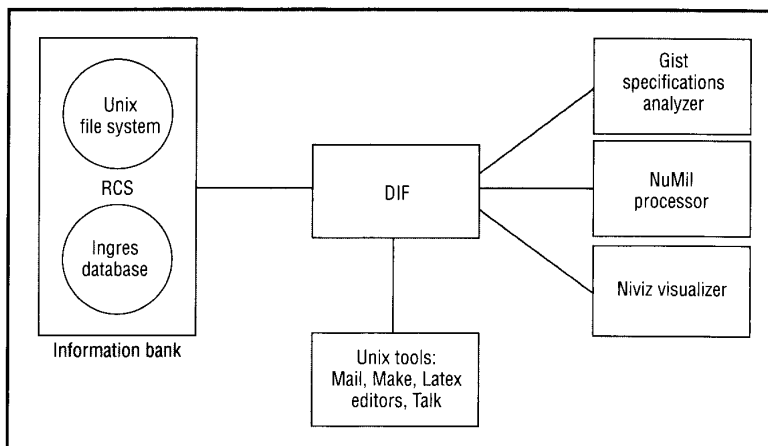 Unix
file system
RCS
Ingres
database
Information bank
DIF
Unix tools:
Mail, Make, Latex
editors, Talk
Gist
specifications
analyzer
NuMil
processor
Niviz visualizer